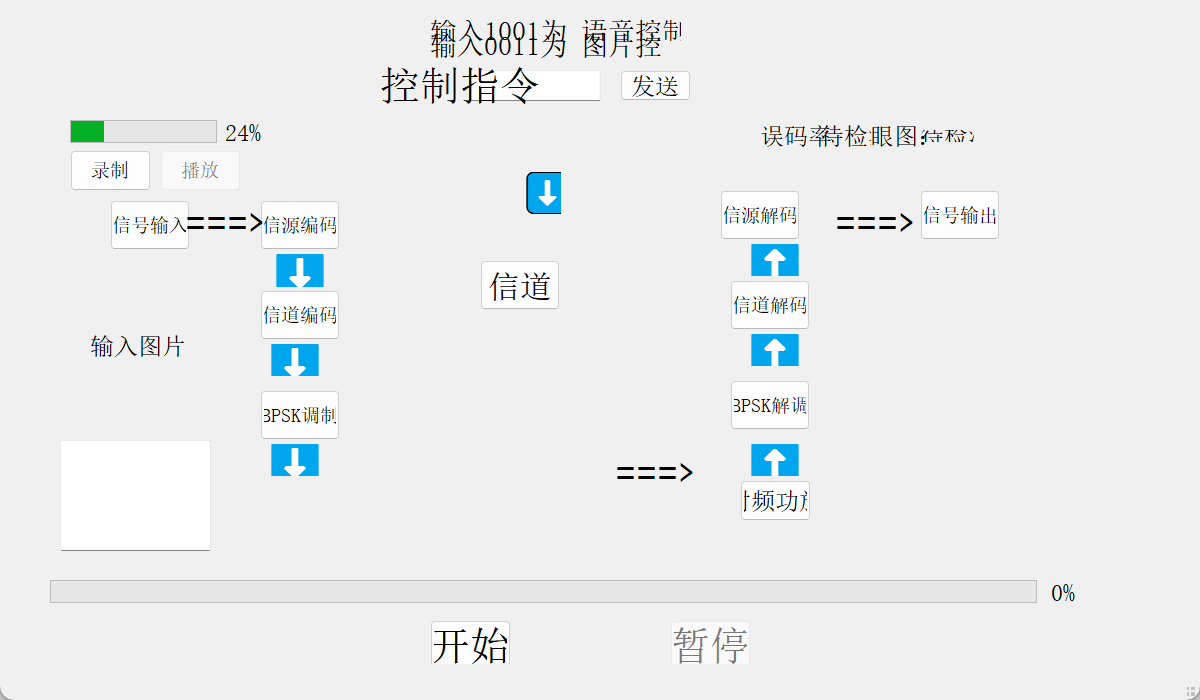 输入1001为 语音控制
输入0011为 图片控
控制指令
发送
24%
误码率
待检
眼图:
待检
录制
播放
信号输入
===>
信源编码
信源解码
===>
信号输出
信道
信道编码
信道解码
输入图片
BPSK调制
BPSK解调
===>
频功
0%
开始
暂停